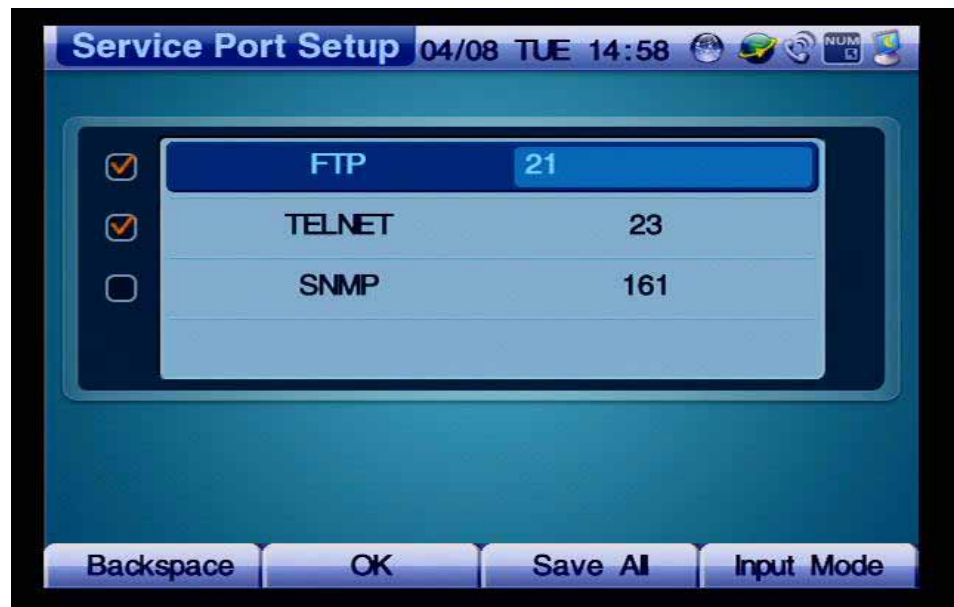 Service Port Setup 04/08 TUE 14:58 NUM
FTP 21
TELNET 23
SNMP 161
Backspace OK Save All Input Mode